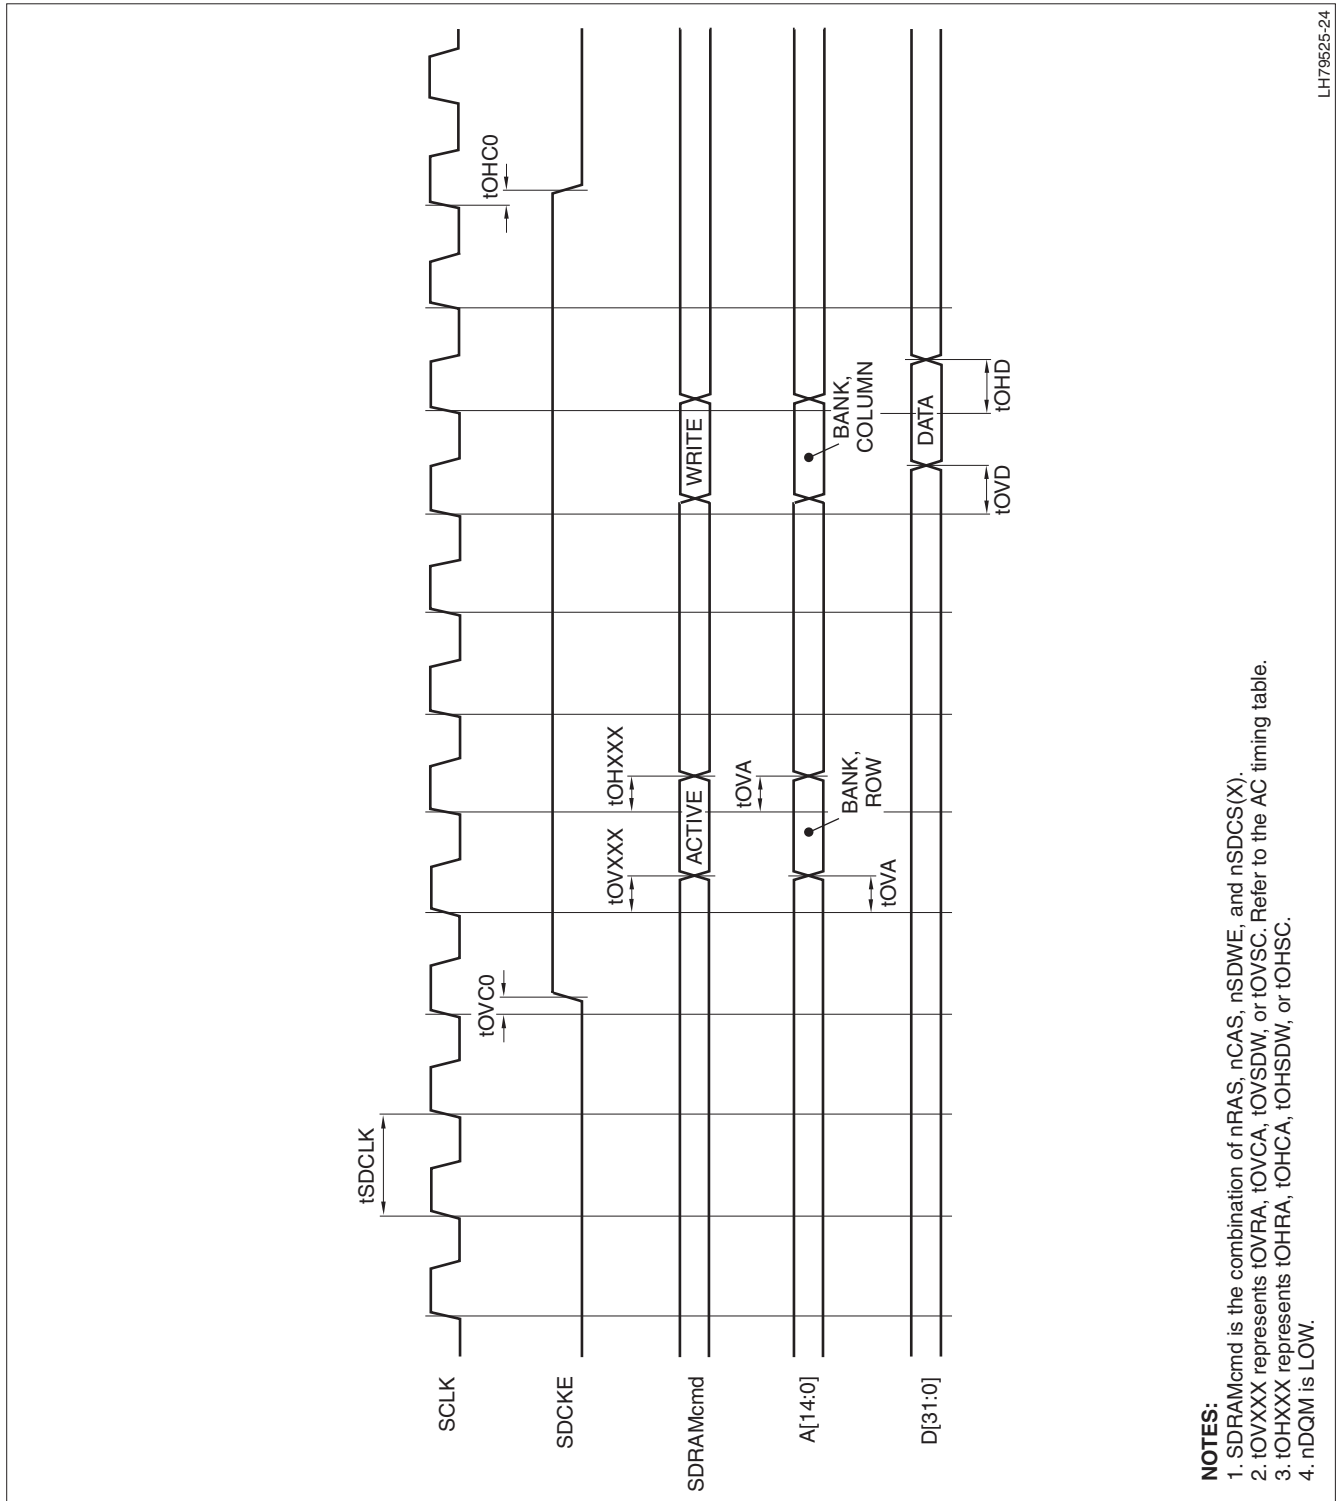 tSDCLK
SCLK
tOVC0
tOHC0
SDCKE
tOVXXX
tOHXXX
SDRAMcmd
ACTIVE
WRITE
tOVA
A[14:0]
BANK,
ROW
BANK,
COLUMN
tOVA
D[31:0]
DATA
tOVD
tOHD
NOTES:
1. SDRAMcmd is the combination of nRAS, nCAS, nSDWE, and nSDCS(X).
2. tOVXXX represents tOVRA, tOVCA, tOVSDW, or tOVSC. Refer to the AC timing table.
3. tOHXXX represents tOHRA, tOHCA, tOHSDW, or tOHSC.
4. nDQM is LOW.
LH79525-24